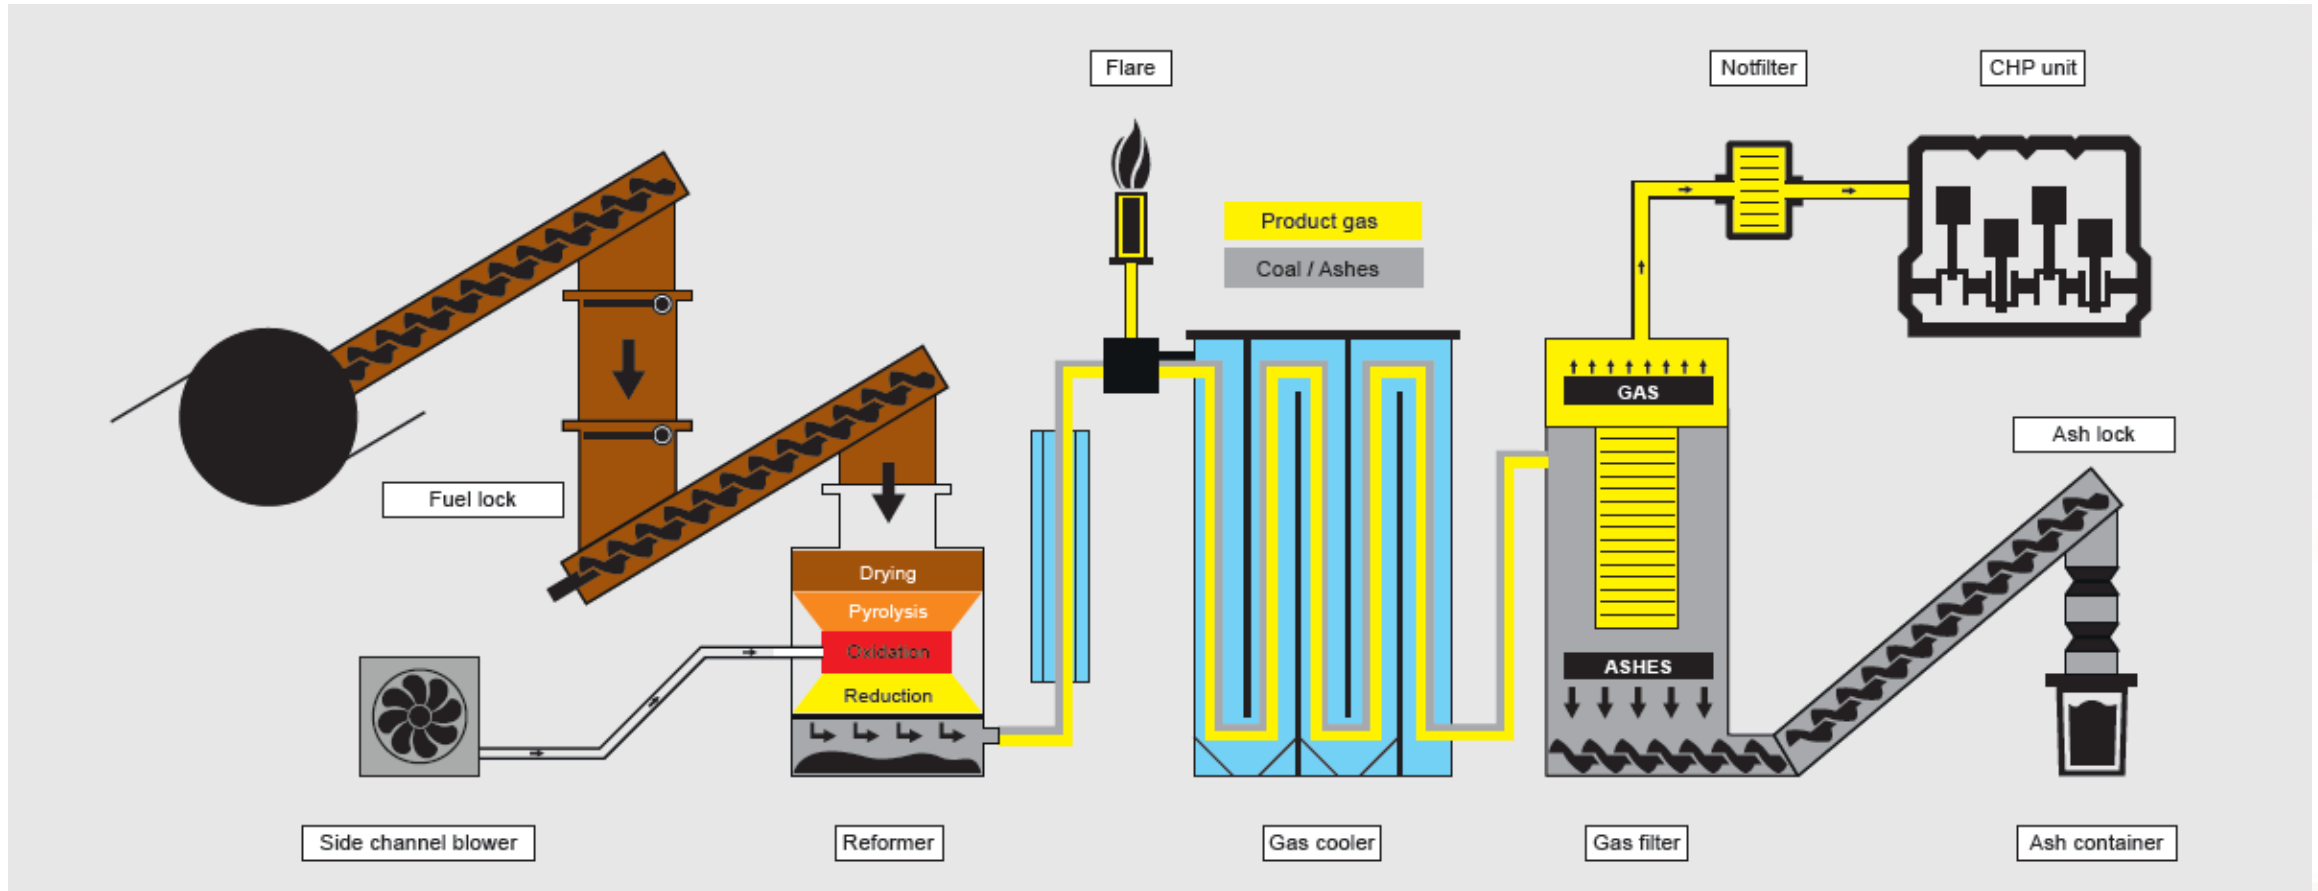 Flare
Notfilter
CHP unit
Product gas
Coal / Ashes
GAS
Ash lock
Fuel lock
Drying
Pyrolysis
Oxidation
Reduction
ASHES
Side channel blower
Reformer
Gas cooler
Gas filter
Ash container